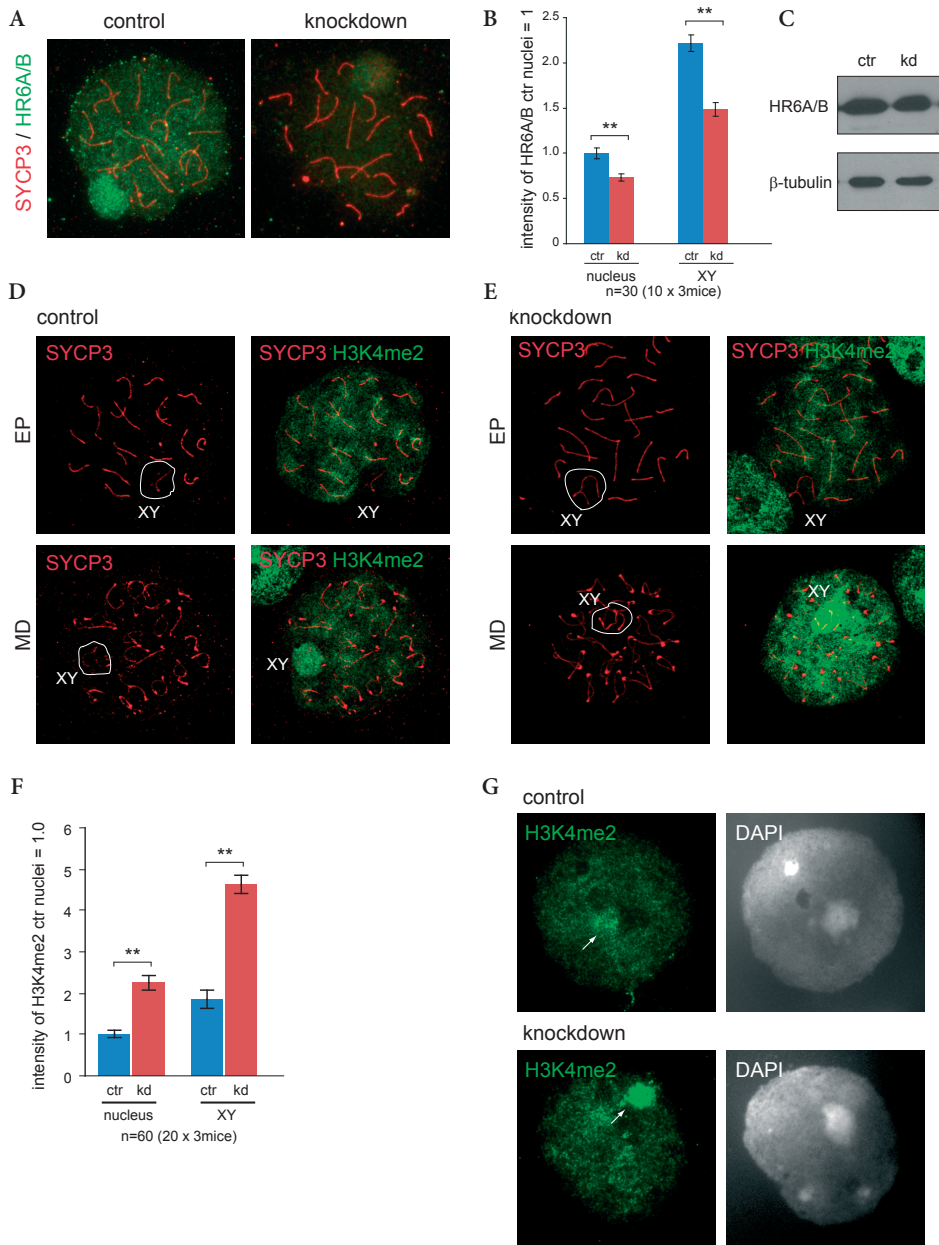 A
control
knockdown
SYCP3 / HR6A/B
B
intensity of HR6A/B ctr nuclei = 1
2.5
2.0
1.5
1.0
0.5
0
**
**
ctr kd
ctr kd
nucleus
XY
n=30 (10 x 3mice)
C
ctr kd
HR6A/B
β-tubulin
D
control
EP
SYCP3
XY
SYCP3 H3K4me2
XY
MD
SYCP3
XY
SYCP3 H3K4me2
XY
E
knockdown
EP
SYCP3
XY
SYCP3 H3K4me2
XY
MD
XY
XY
F
intensity of H3K4me2 ctr nuclei = 1.0
6
5
4
3
2
1
0
**
**
ctr kd
ctr kd
nucleus
XY
n=60 (20 x 3mice)
G
control
H3K4me2
DAPI
knockdown
H3K4me2
DAPI